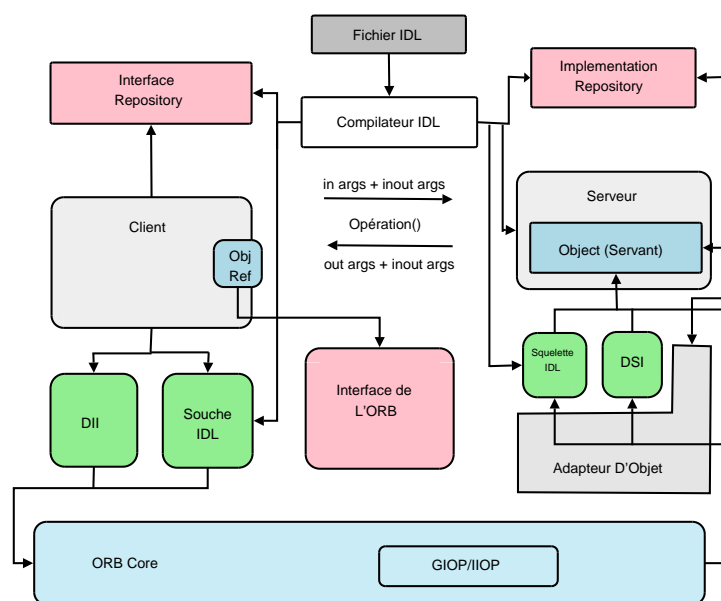 Fichier IDL
Interface
Repository
Implementation
Repository
Compilateur IDL
in args + inout args
Opération()
out args + inout args
Client
Obj
Ref
Serveur
Object (Servant)
DII
Souche
IDL
Interface de
L'ORB
Squelette
IDL
DSI
Adapteur D'Objet
ORB Core
GIOP/IIOP